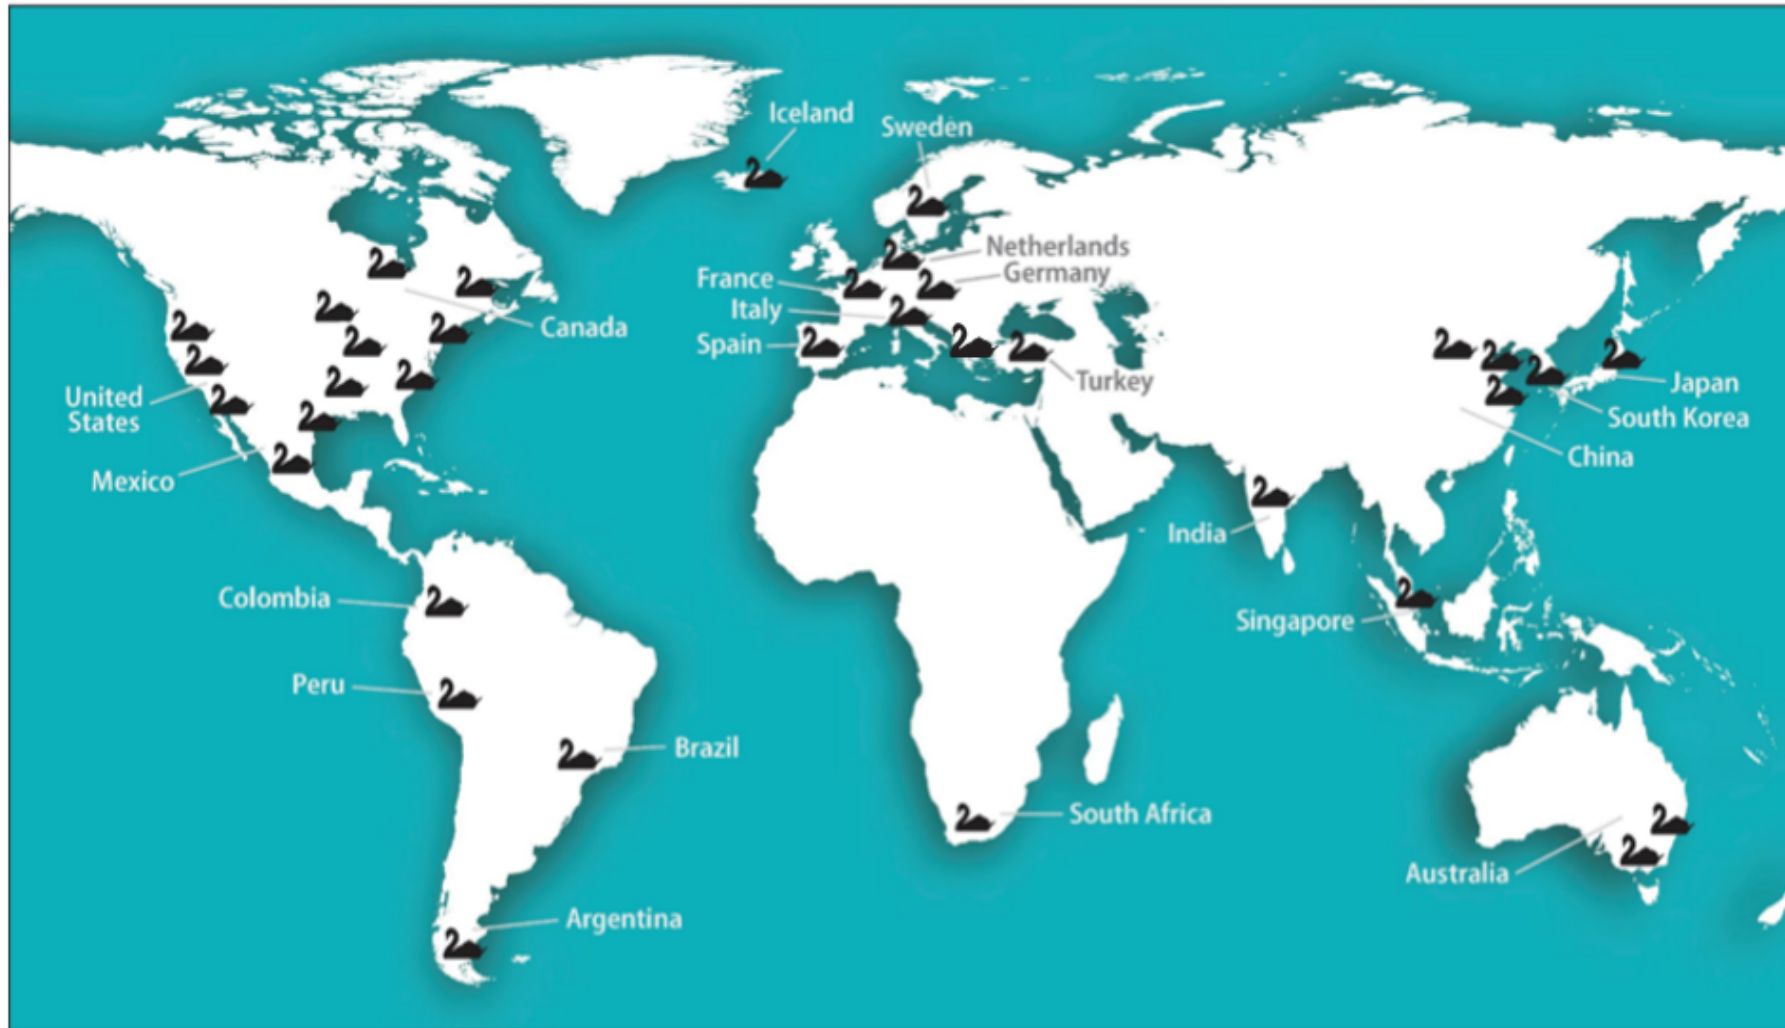 Iceland
Sweden
Netherlands
Germany
France
Italy
Spain
Turkey
Canada
United
States
Mexico
Japan
South Korea
China
India
Singapore
Colombia
Peru
Brazil
South Africa
Australia
Argentina